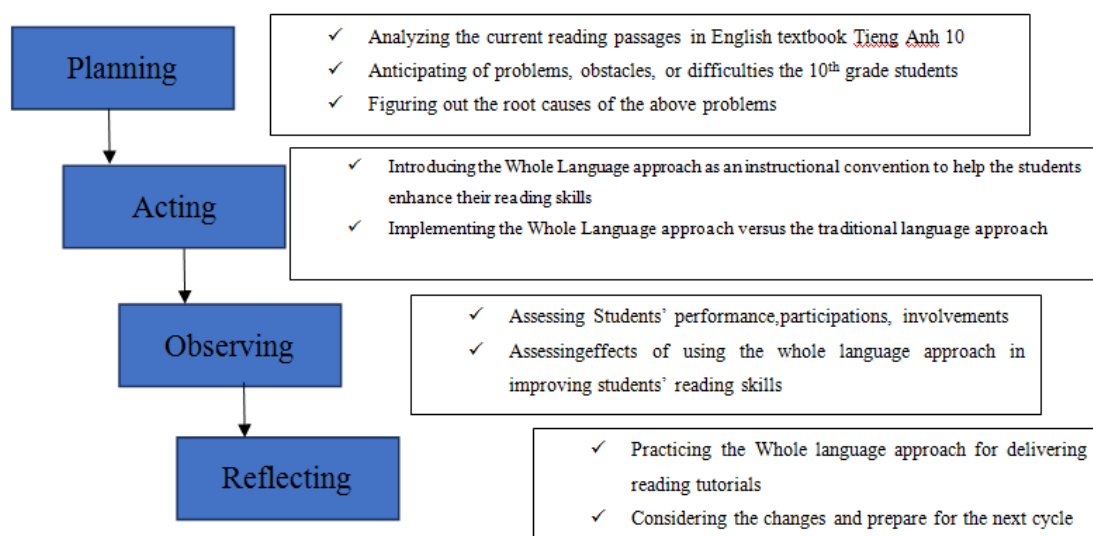 Planning
✓ Analyzing the current reading passages in English textbook Tieng Anh 10
✓ Anticipating of problems, obstacles, or difficulties the 10th grade students
✓ Figuring out the root causes of the above problems
Acting
✓ Introducing the Whole Language approach as an instructional convention to help the students
enhance their reading skills
✓ Implementing the Whole Language approach versus the traditional language approach
Observing
✓ Assessing Students’ performance,participations, involvements
✓ Assessingeffects of using the whole language approach in
improving students’ reading skills
Reflecting
✓ Practicing the Whole language approach for delivering
reading tutorials
✓ Considering the changes and prepare for the next cycle